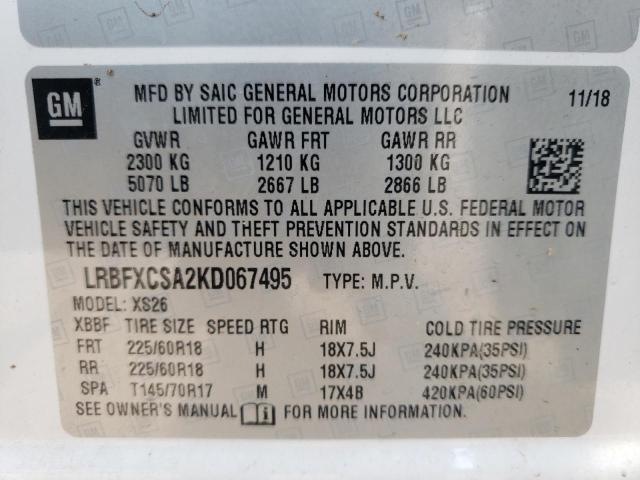 GM
MFD BY SAIC GENERAL MOTORS CORPORATION 11/18
LIMITED FOR GENERAL MOTORS LLC
GVWR GAWR FRT GAWR RR
2300 KG 1210 KG 1300 KG
5070 LB 2667 LB 2866 LB
THIS VEHICLE CONFORMS TO ALL APPLICABLE U.S. FEDERAL MOTOR
VEHICLE SAFETY AND THEFT PREVENTION STANDARDS IN EFFECT ON
THE DATE OF MANUFACTURE SHOWN ABOVE.
LRBFXCSA2KD067495 TYPE: M.P.V.
MODEL: XS26
XBBF TIRE SIZE SPEED RTG RIM COLD TIRE PRESSURE
FRT 225/60R18 H 18X7.5J 240KPA(35PSI)
RR 225/60R18 H 18X7.5J 240KPA(35PSI)
SPA T145/70R17 M 17X4B 420KPA(60PSI)
SEE OWNER'S MANUAL FOR MORE INFORMATION.